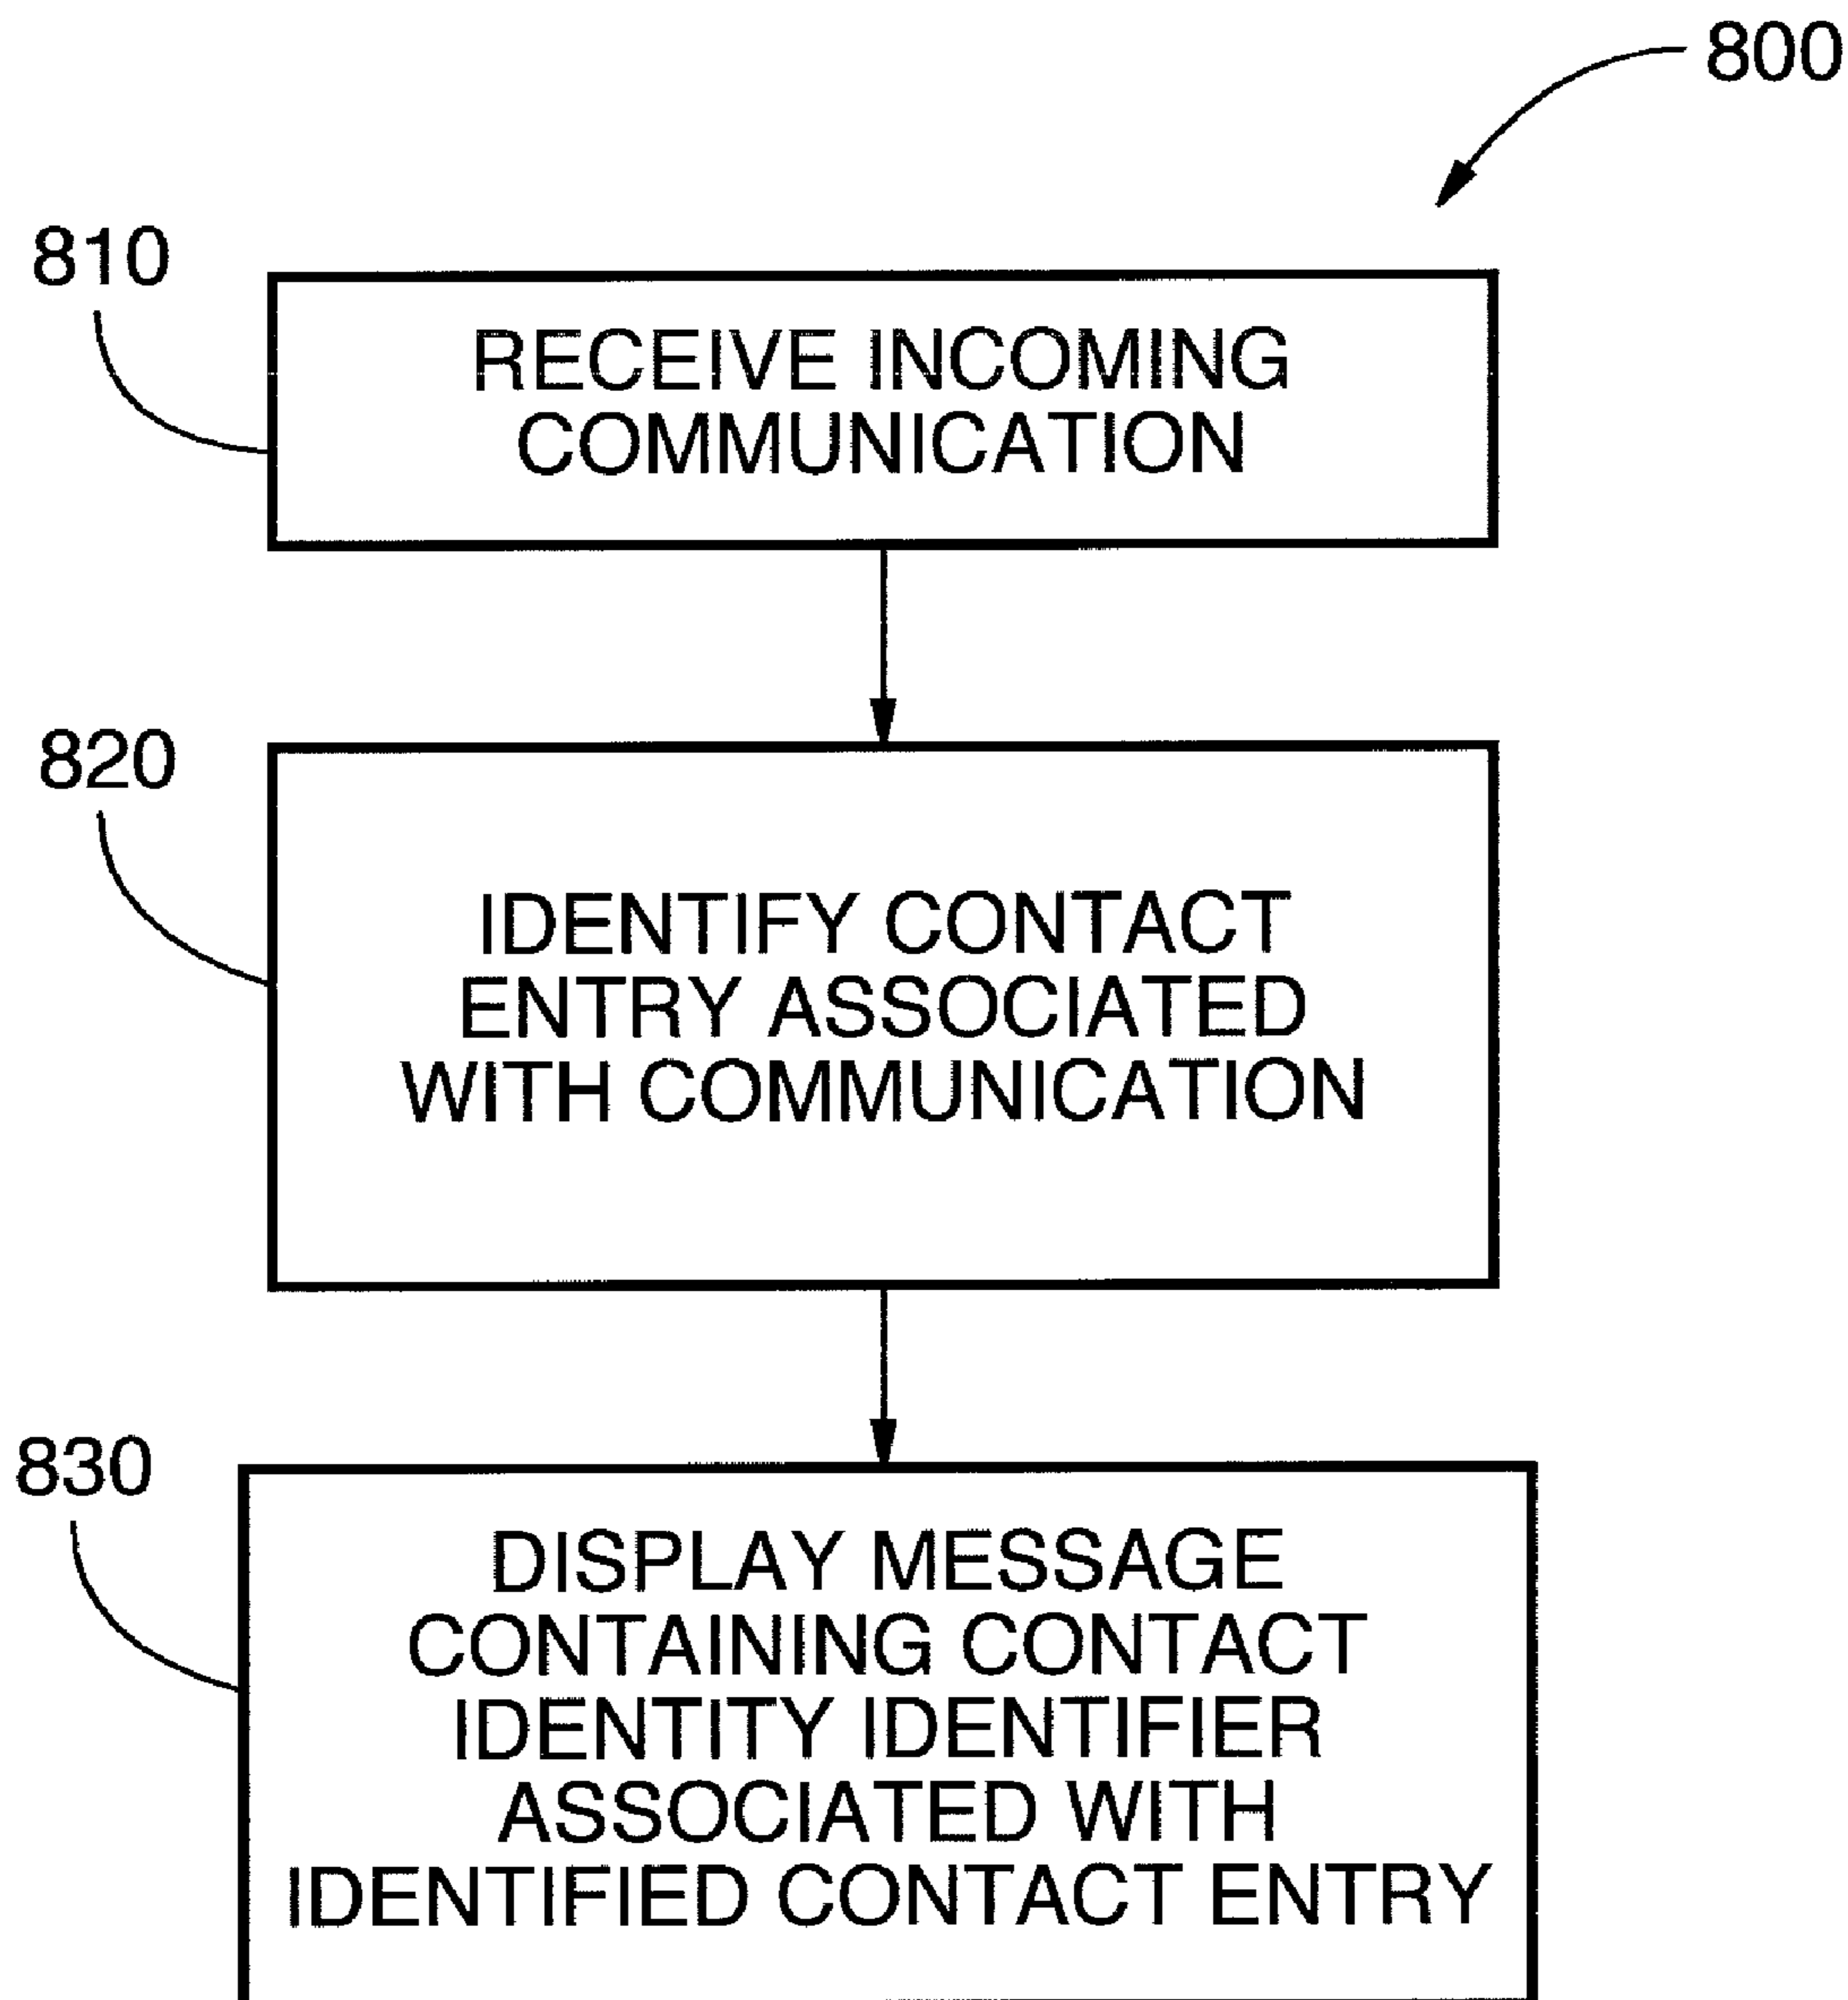 800
810
RECEIVE INCOMING
COMMUNICATION
820
IDENTIFY CONTACT
ENTRY ASSOCIATED
WITH COMMUNICATION
830
DISPLAY MESSAGE
CONTAINING CONTACT
IDENTITY IDENTIFIER
ASSOCIATED WITH
IDENTIFIED CONTACT ENTRY